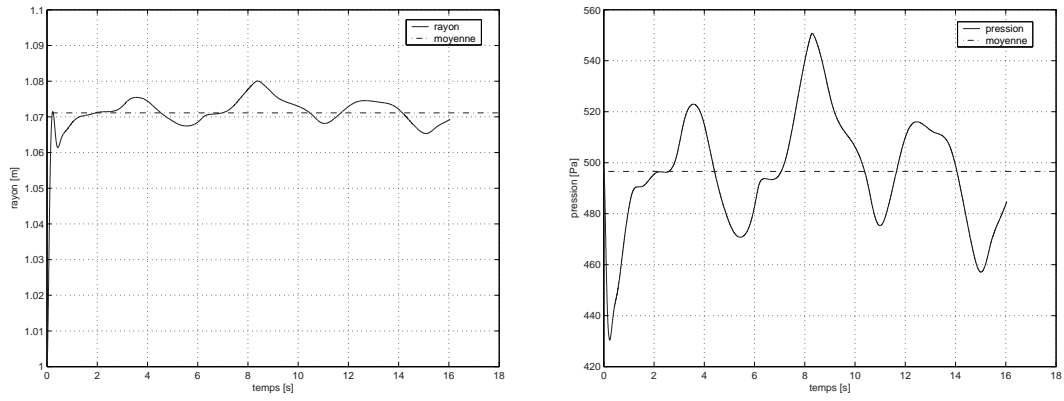 1.1
1.09
1.08
1.07
1.06
1.05
1.04
1.03
1.02
1.01
1
rayon [m]
0 2 4 6 8 10 12 14 16 18
temps [s]
rayon
moyenne
560
540
520
500
480
460
440
420
pression [Pa]
0 2 4 6 8 10 12 14 16 18
temps [s]
pression
moyenne